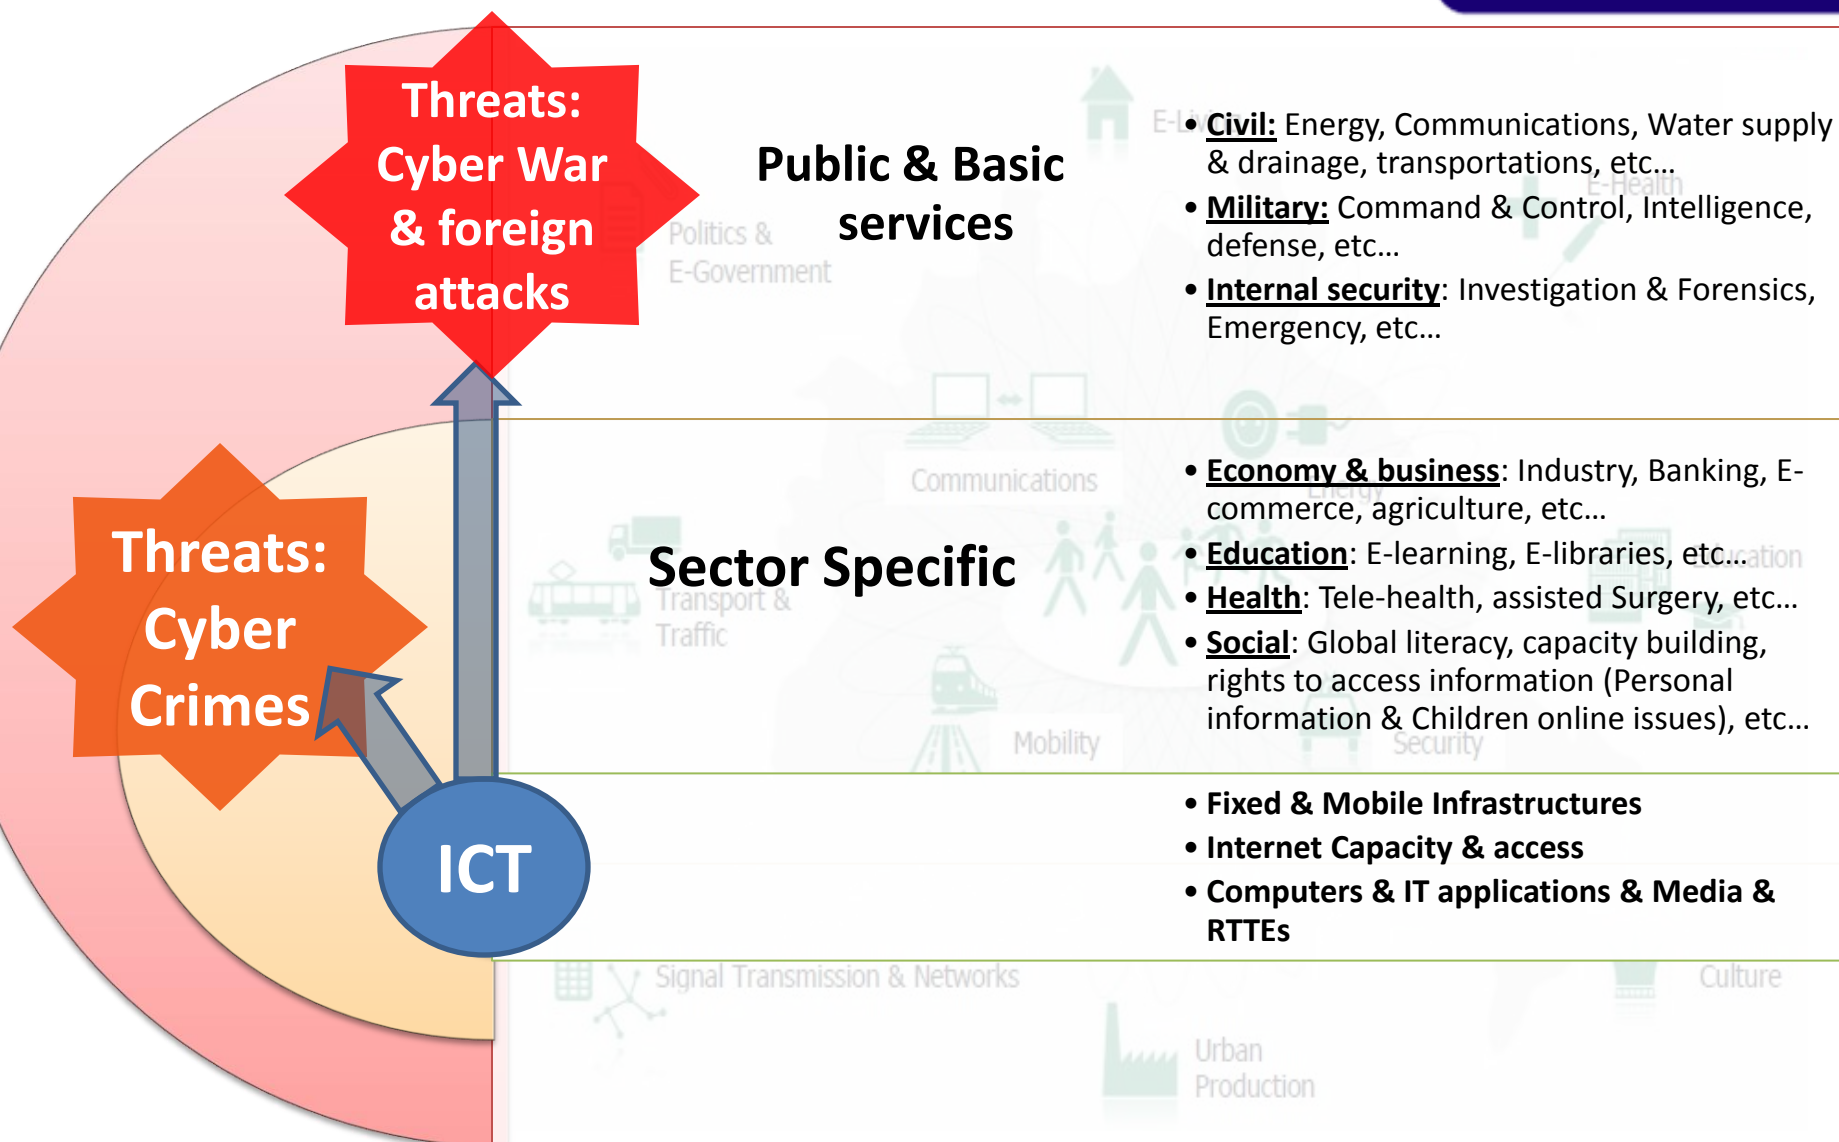 Threats:
Cyber War
& foreign
attacks
Public & Basic
services
• Civil: Energy, Communications, Water supply
& drainage, transportations, etc…
• Military: Command & Control, Intelligence,
defense, etc…
• Internal security: Investigation & Forensics,
Emergency, etc…
E-Living
E-Health
Politics &
E-Government
Threats:
Cyber
Crimes
Sector Specific
• Economy & business: Industry, Banking, E-
commerce, agriculture, etc…
• Education: E-learning, E-libraries, etc…
• Health: Tele-health, assisted Surgery, etc…
• Social: Global literacy, capacity building,
rights to access information (Personal
information & Children online issues), etc…
Communications
Energy
Education
Transport &
Traffic
Mobility
Security
ICT
• Fixed & Mobile Infrastructures
• Internet Capacity & access
• Computers & IT applications & Media &
RTTEs
Signal Transmission & Networks
Culture
Urban
Production